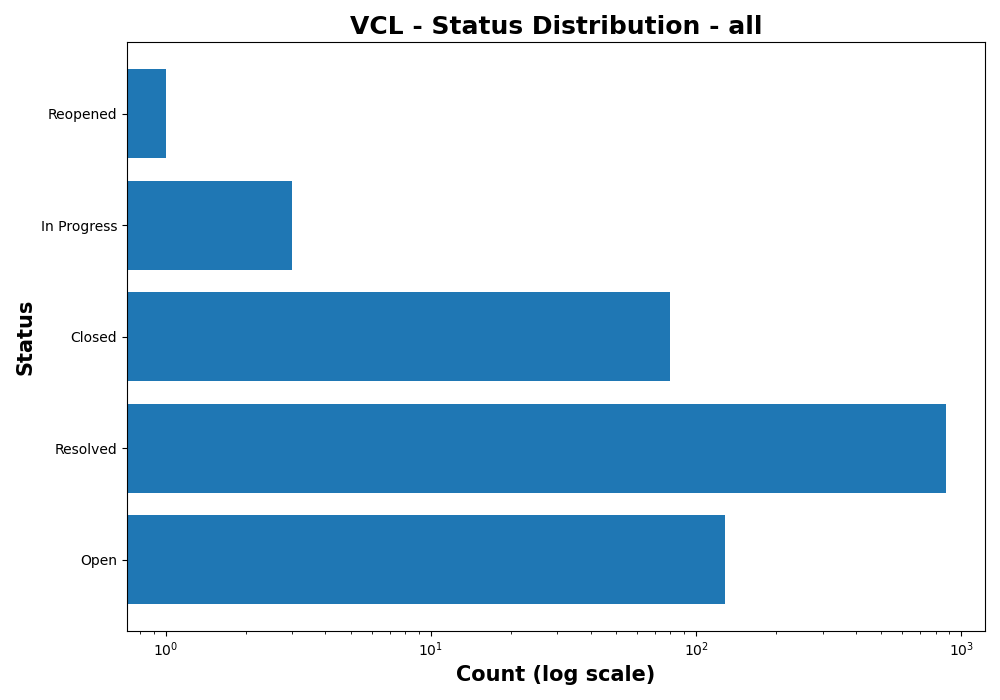 VCL - Status Distribution - all
Reopened
In Progress
Closed
Resolved
Open
Status
10^0 10^1 10^2 10^3
Count (log scale)